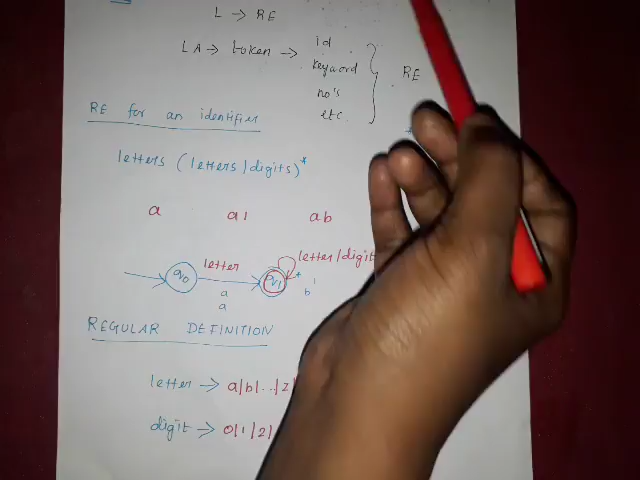 L → RE
LA → token → id
keyword
no's
etc
RE
RE for an identifier
letters (letters/digits)*
a a1 ab
q0 letter q1 letter/digit
a
a
b
REGULAR DEFINITION
letter → a|b|...|z|
digit → 0|1|2|